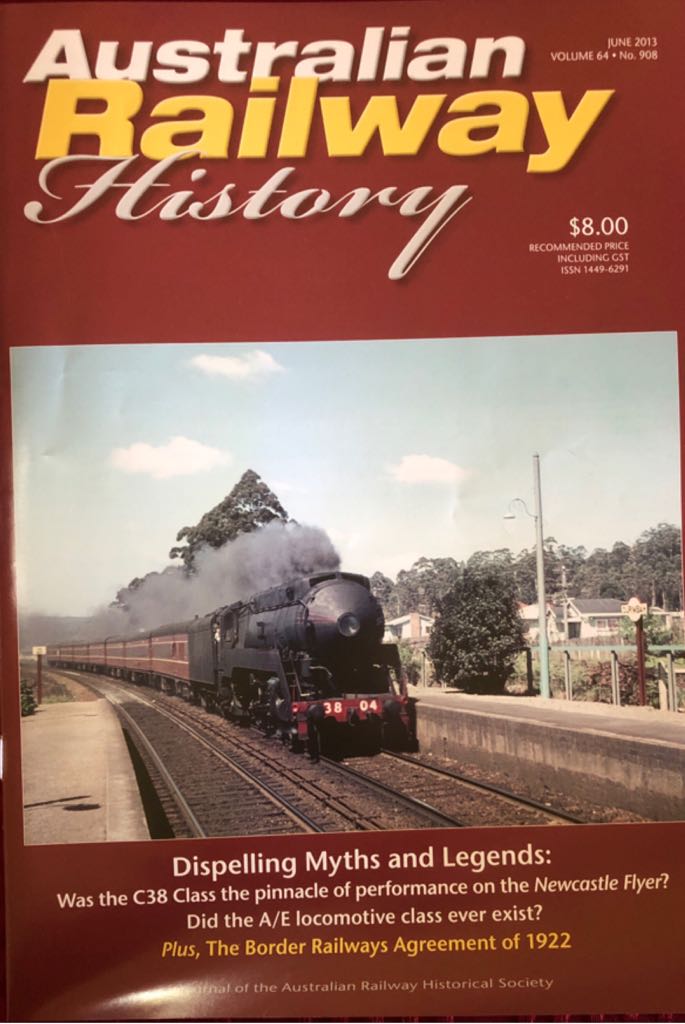 Australian
Railway
History
JUNE 2013
VOLUME 64 • No. 908
$8.00
RECOMMENDED PRICE
INCLUDING GST
ISSN 1449-6291
38 04
Dispelling Myths and Legends:
Was the C38 Class the pinnacle of performance on the Newcastle Flyer?
Did the A/E locomotive class ever exist?
Plus, The Border Railways Agreement of 1922
of the Australian Railway Historical Society